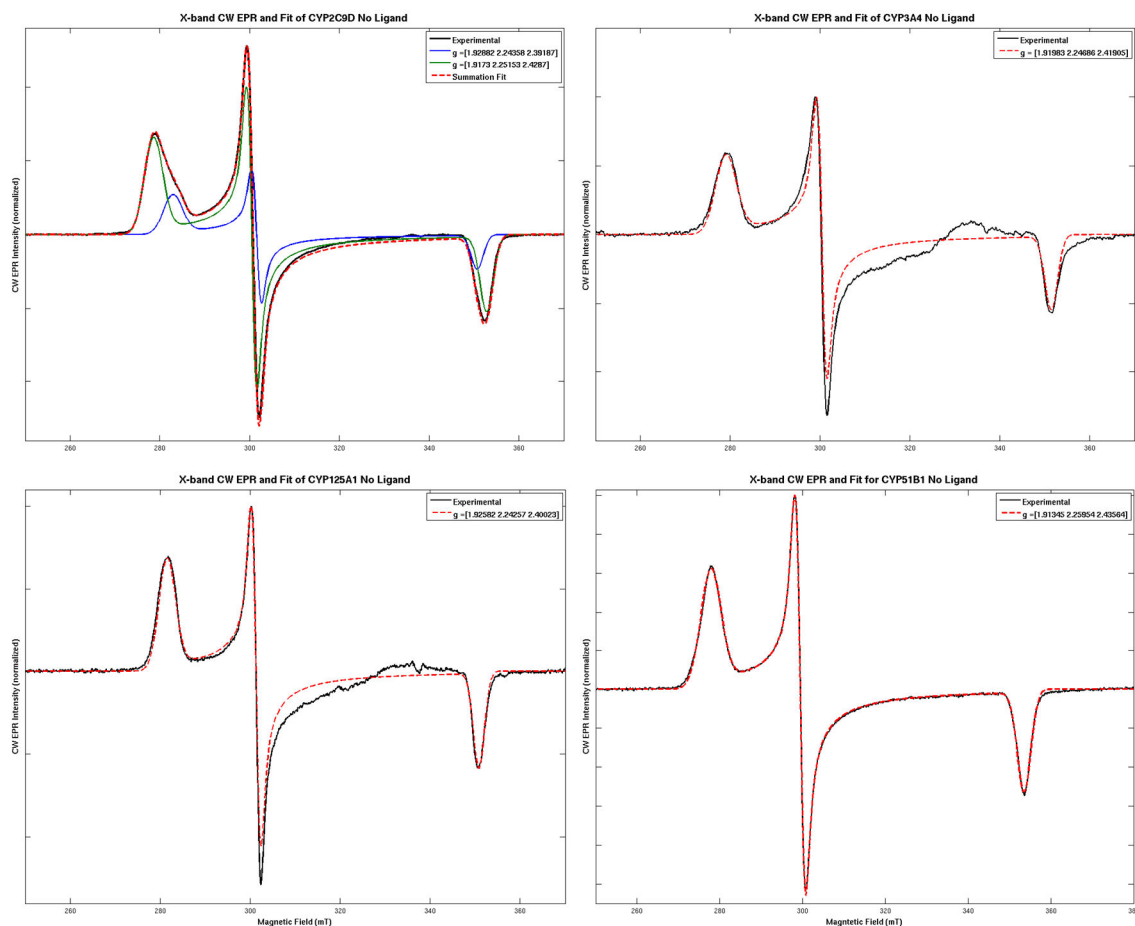 X-band CW EPR and Fit of CYP2C9D No Ligand
Experimental
g =[1.92882 2.24358 2.39187]
g =[1.9173 2.25153 2.4287]
Summation Fit
CW EPR Intensity (normalized)
260 280 300 320 340 360
X-band CW EPR and Fit of CYP3A4 No Ligand
Experimental
g =[1.91983 2.24686 2.41905]
CW EPR Intesity (normalized)
260 280 300 320 340 360
X-band CW EPR and Fit of CYP125A1 No Ligand
Experimental
g =[1.92582 2.24257 2.40023]
CW EPR Intensity (normalized)
260 280 300 320 340 360
Magnetic Field (mT)
X-band CW EPR and Fit for CYP51B1 No Ligand
Experimental
g =[1.91345 2.25954 2.43564]
CW EPR Intensity (normalized)
260 280 300 320 340 360 380
Magntetic Field (mT)